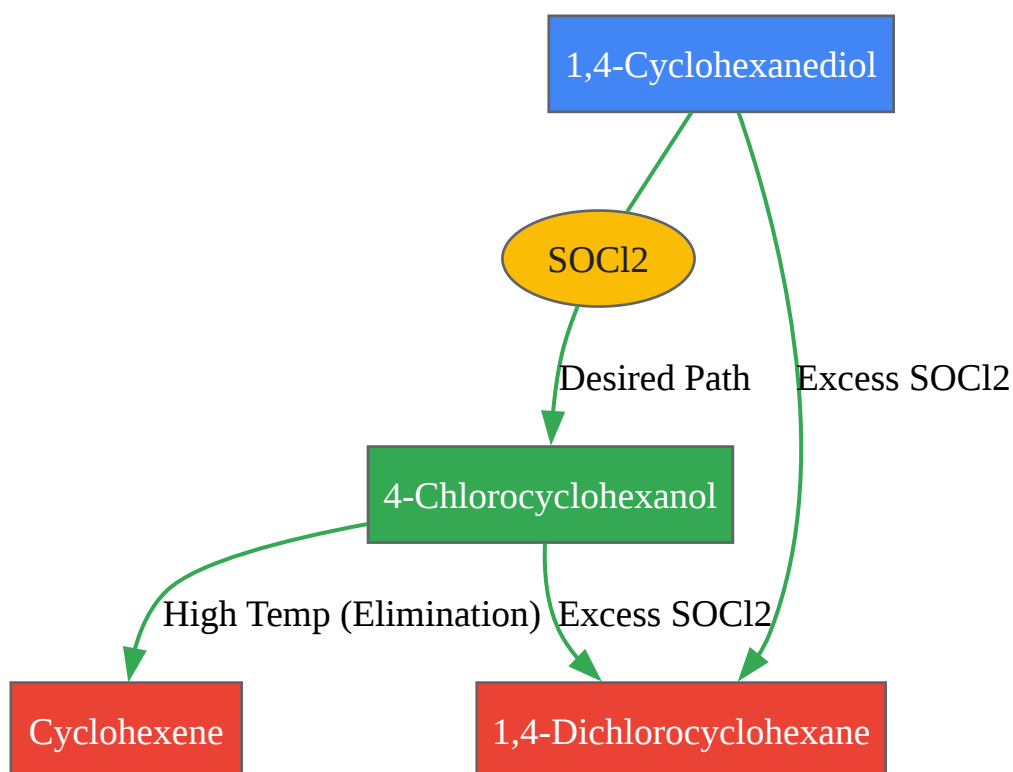 1,4-Cyclohexanediol
SOCl2
Desired Path
Excess SOCl2
4-Chlorocyclohexanol
High Temp (Elimination)
Excess SOCl2
Cyclohexene
1,4-Dichlorocyclohexane